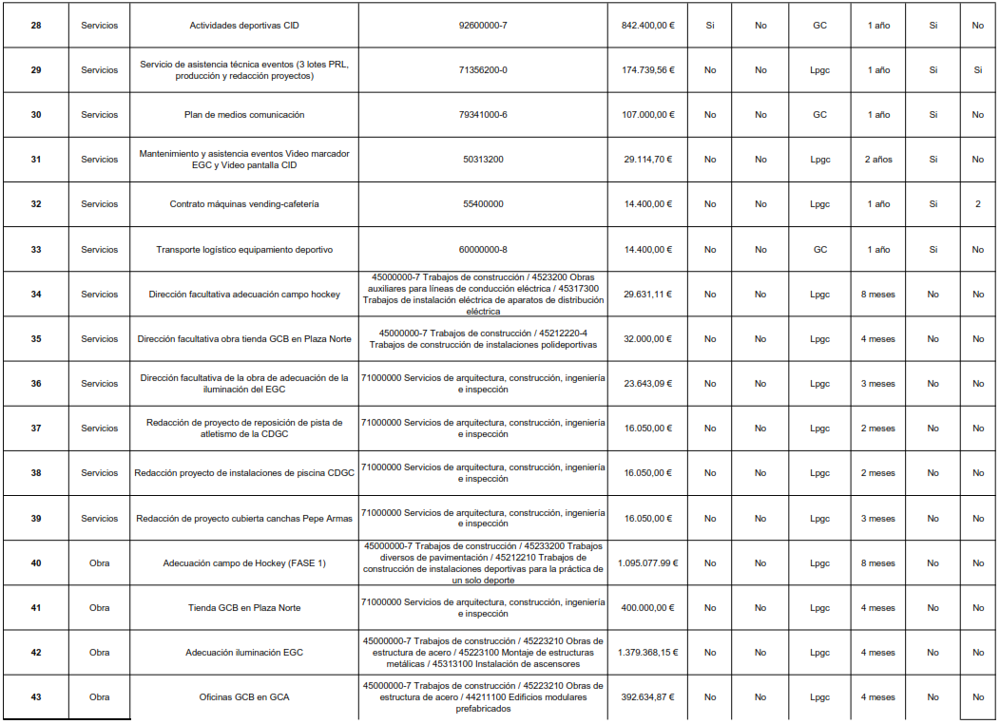 28 Servicios Actividades deportivas CID 92600000-7 842.400,00 € Si No GC 1 año Si No
29 Servicios Servicio de asistencia técnica eventos (3 lotes PRL,
producción y redacción proyectos) 71356200-0 174.739,56 € No No Lpgc 1 año Si Si
30 Servicios Plan de medios comunicación 79341000-6 107.000,00 € No No GC 1 año Si No
31 Servicios Mantenimiento y asistencia eventos Video marcador
EGC y Video pantalla CID 50313200 29.114,70 € No No Lpgc 2 años Si No
32 Servicios Contrato máquinas vending-cafetería 55400000 14.400,00 € No No Lpgc 1 año Si 2
33 Servicios Transporte logístico equipamiento deportivo 60000000-8 14.400,00 € No No GC 1 año Si No
34 Servicios Dirección facultativa adecuación campo hockey 45000000-7 Trabajos de construcción / 4523200 Obras
auxiliares para líneas de conducción eléctrica / 45317300
Trabajos de instalación eléctrica de aparatos de distribución
eléctrica 29.631,11 € No No Lpgc 8 meses No No
35 Servicios Dirección facultativa obra tienda GCB en Plaza Norte 45000000-7 Trabajos de construcción / 45212220-4
Trabajos de construcción de instalaciones polideportivas 32.000,00 € No No Lpgc 4 meses No No
36 Servicios Dirección facultativa de la obra de adecuación de la
iluminación del EGC 71000000 Servicios de arquitectura, construcción, ingeniería
e inspección 23.643,09 € No No Lpgc 3 meses No No
37 Servicios Redacción de proyecto de reposición de pista de
atletismo de la CDGC 71000000 Servicios de arquitectura, construcción, ingeniería
e inspección 16.050,00 € No No Lpgc 2 meses No No
38 Servicios Redacción proyecto de instalaciones de piscina CDGC 71000000 Servicios de arquitectura, construcción, ingeniería
e inspección 16.050,00 € No No Lpgc 2 meses No No
39 Servicios Redacción de proyecto cubierta canchas Pepe Armas 71000000 Servicios de arquitectura, construcción, ingeniería
e inspección 16.050,00 € No No Lpgc 3 meses No No
40 Obra Adecuación campo de Hockey (FASE 1) 45000000-7 Trabajos de construcción / 45233200 Trabajos
diversos de pavimentación / 45212210 Trabajos de
construcción de instalaciones deportivas para la práctica de
un solo deporte 1.095.077.99 € No No Lpgc 8 meses No No
41 Obra Tienda GCB en Plaza Norte 71000000 Servicios de arquitectura, construcción, ingeniería
e inspección 400.000,00 € No No Lpgc 4 meses No No
42 Obra Adecuación iluminación EGC 45000000-7 Trabajos de construcción / 45223210 Obras de
estructura de acero / 45223100 Montaje de estructuras
metálicas / 45313100 Instalación de ascensores 1.379.368,15 € No No Lpgc 4 meses No No
43 Obra Oficinas GCB en GCA 45000000-7 Trabajos de construcción / 45223210 Obras de
estructura de acero / 44211100 Edificios modulares
prefabricados 392.634,87 € No No Lpgc 4 meses No No